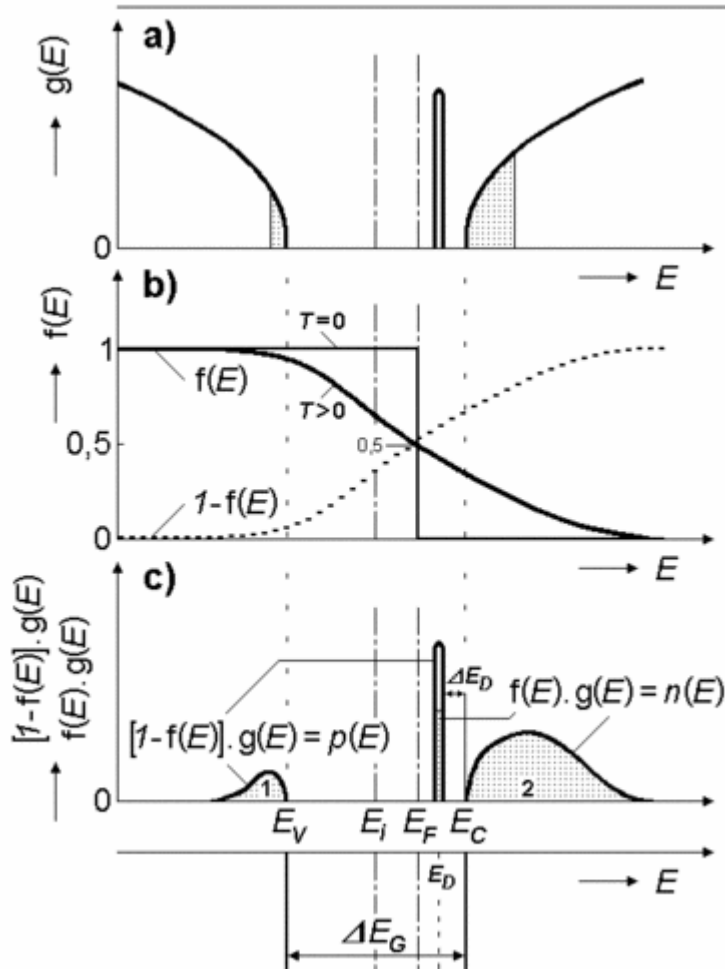 a)
g(E)
0
E
b)
f(E)
T=0
1
f(E)
T>0
0,5
0,5
1-f(E)
0
E
c)
[1-f(E)].g(E)
f(E).g(E)
ΔE_D
f(E).g(E)=n(E)
[1-f(E)].g(E)=p(E)
1
2
0
E_V E_i E_F E_C
E
E_D
ΔE_G